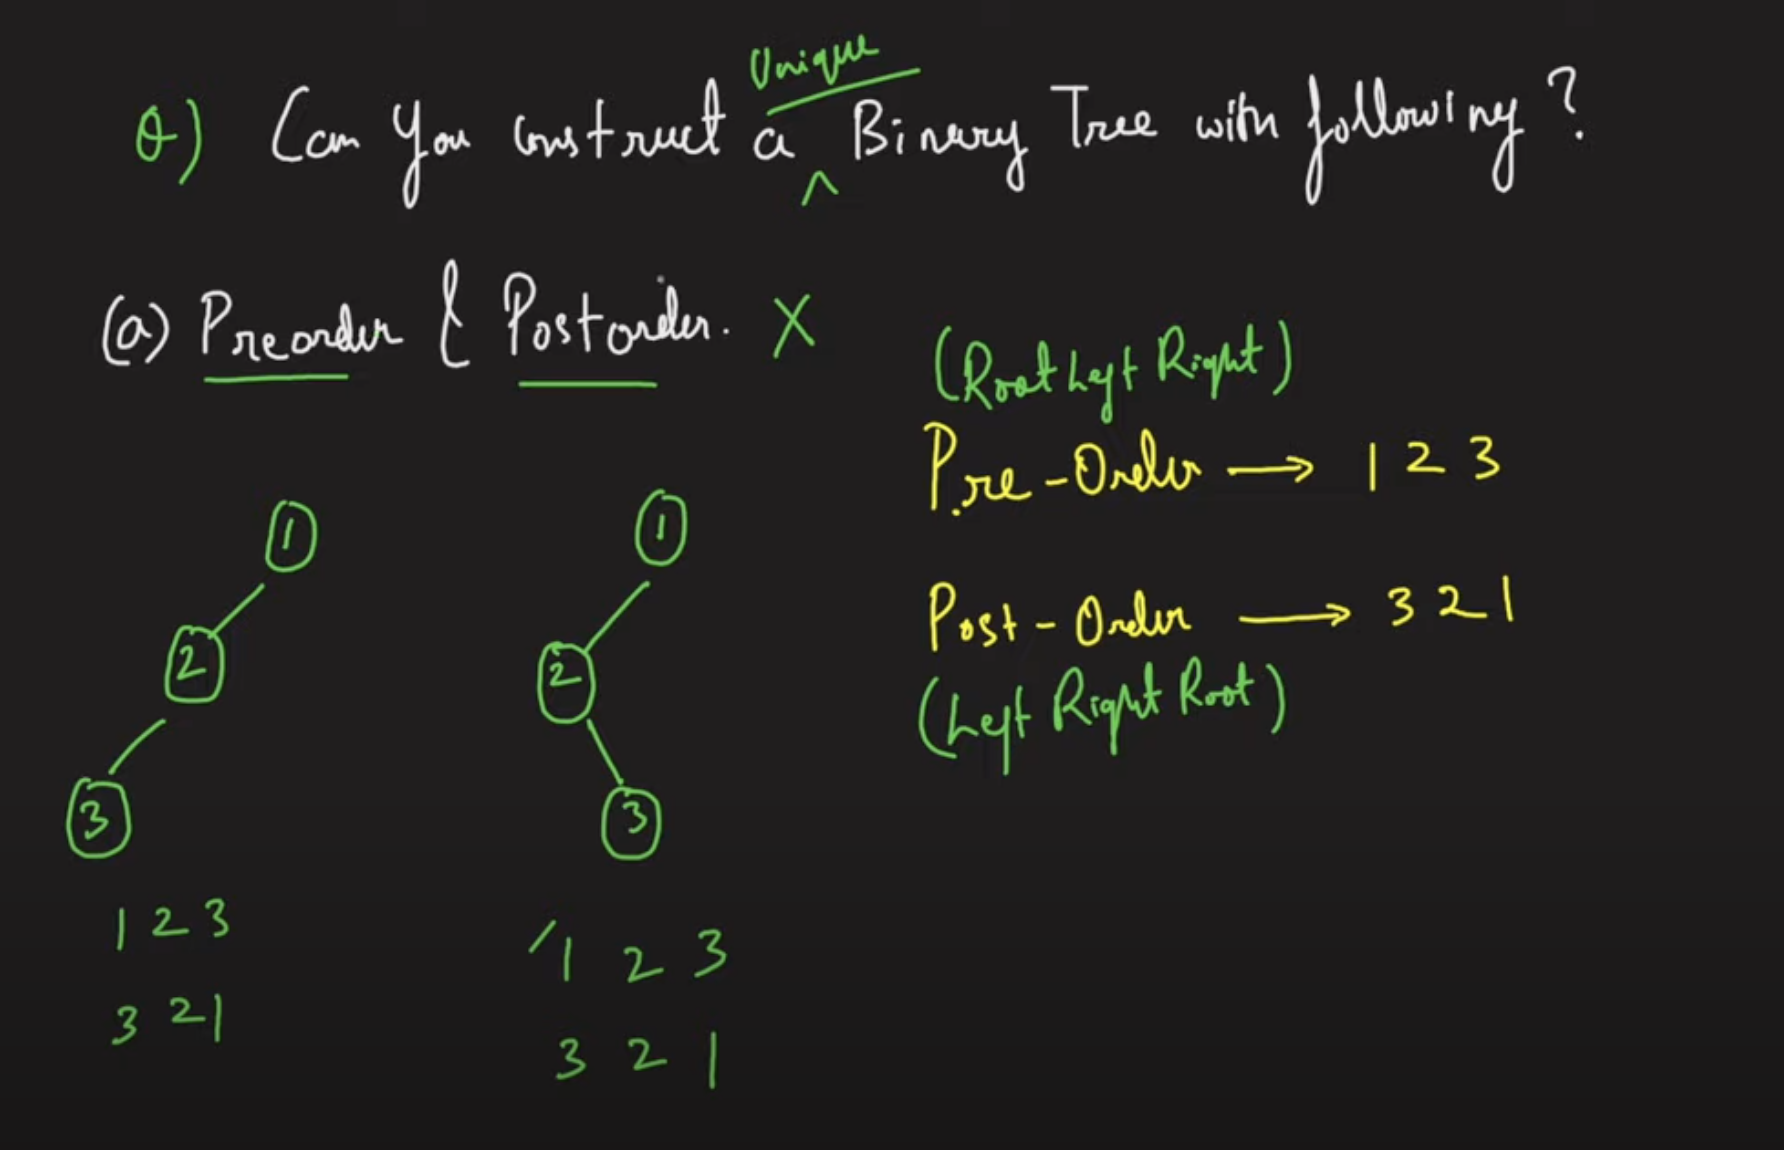 Q) Can you construct a Unique Binary Tree with following?
(a) Preorder & Postorder. X
(Root Left Right)
Pre-Order → 1 2 3
Post-Order → 3 2 1
(Left Right Root)
1
2
3
1 2 3
3 2 1
1
2
3
1 2 3
3 2 1